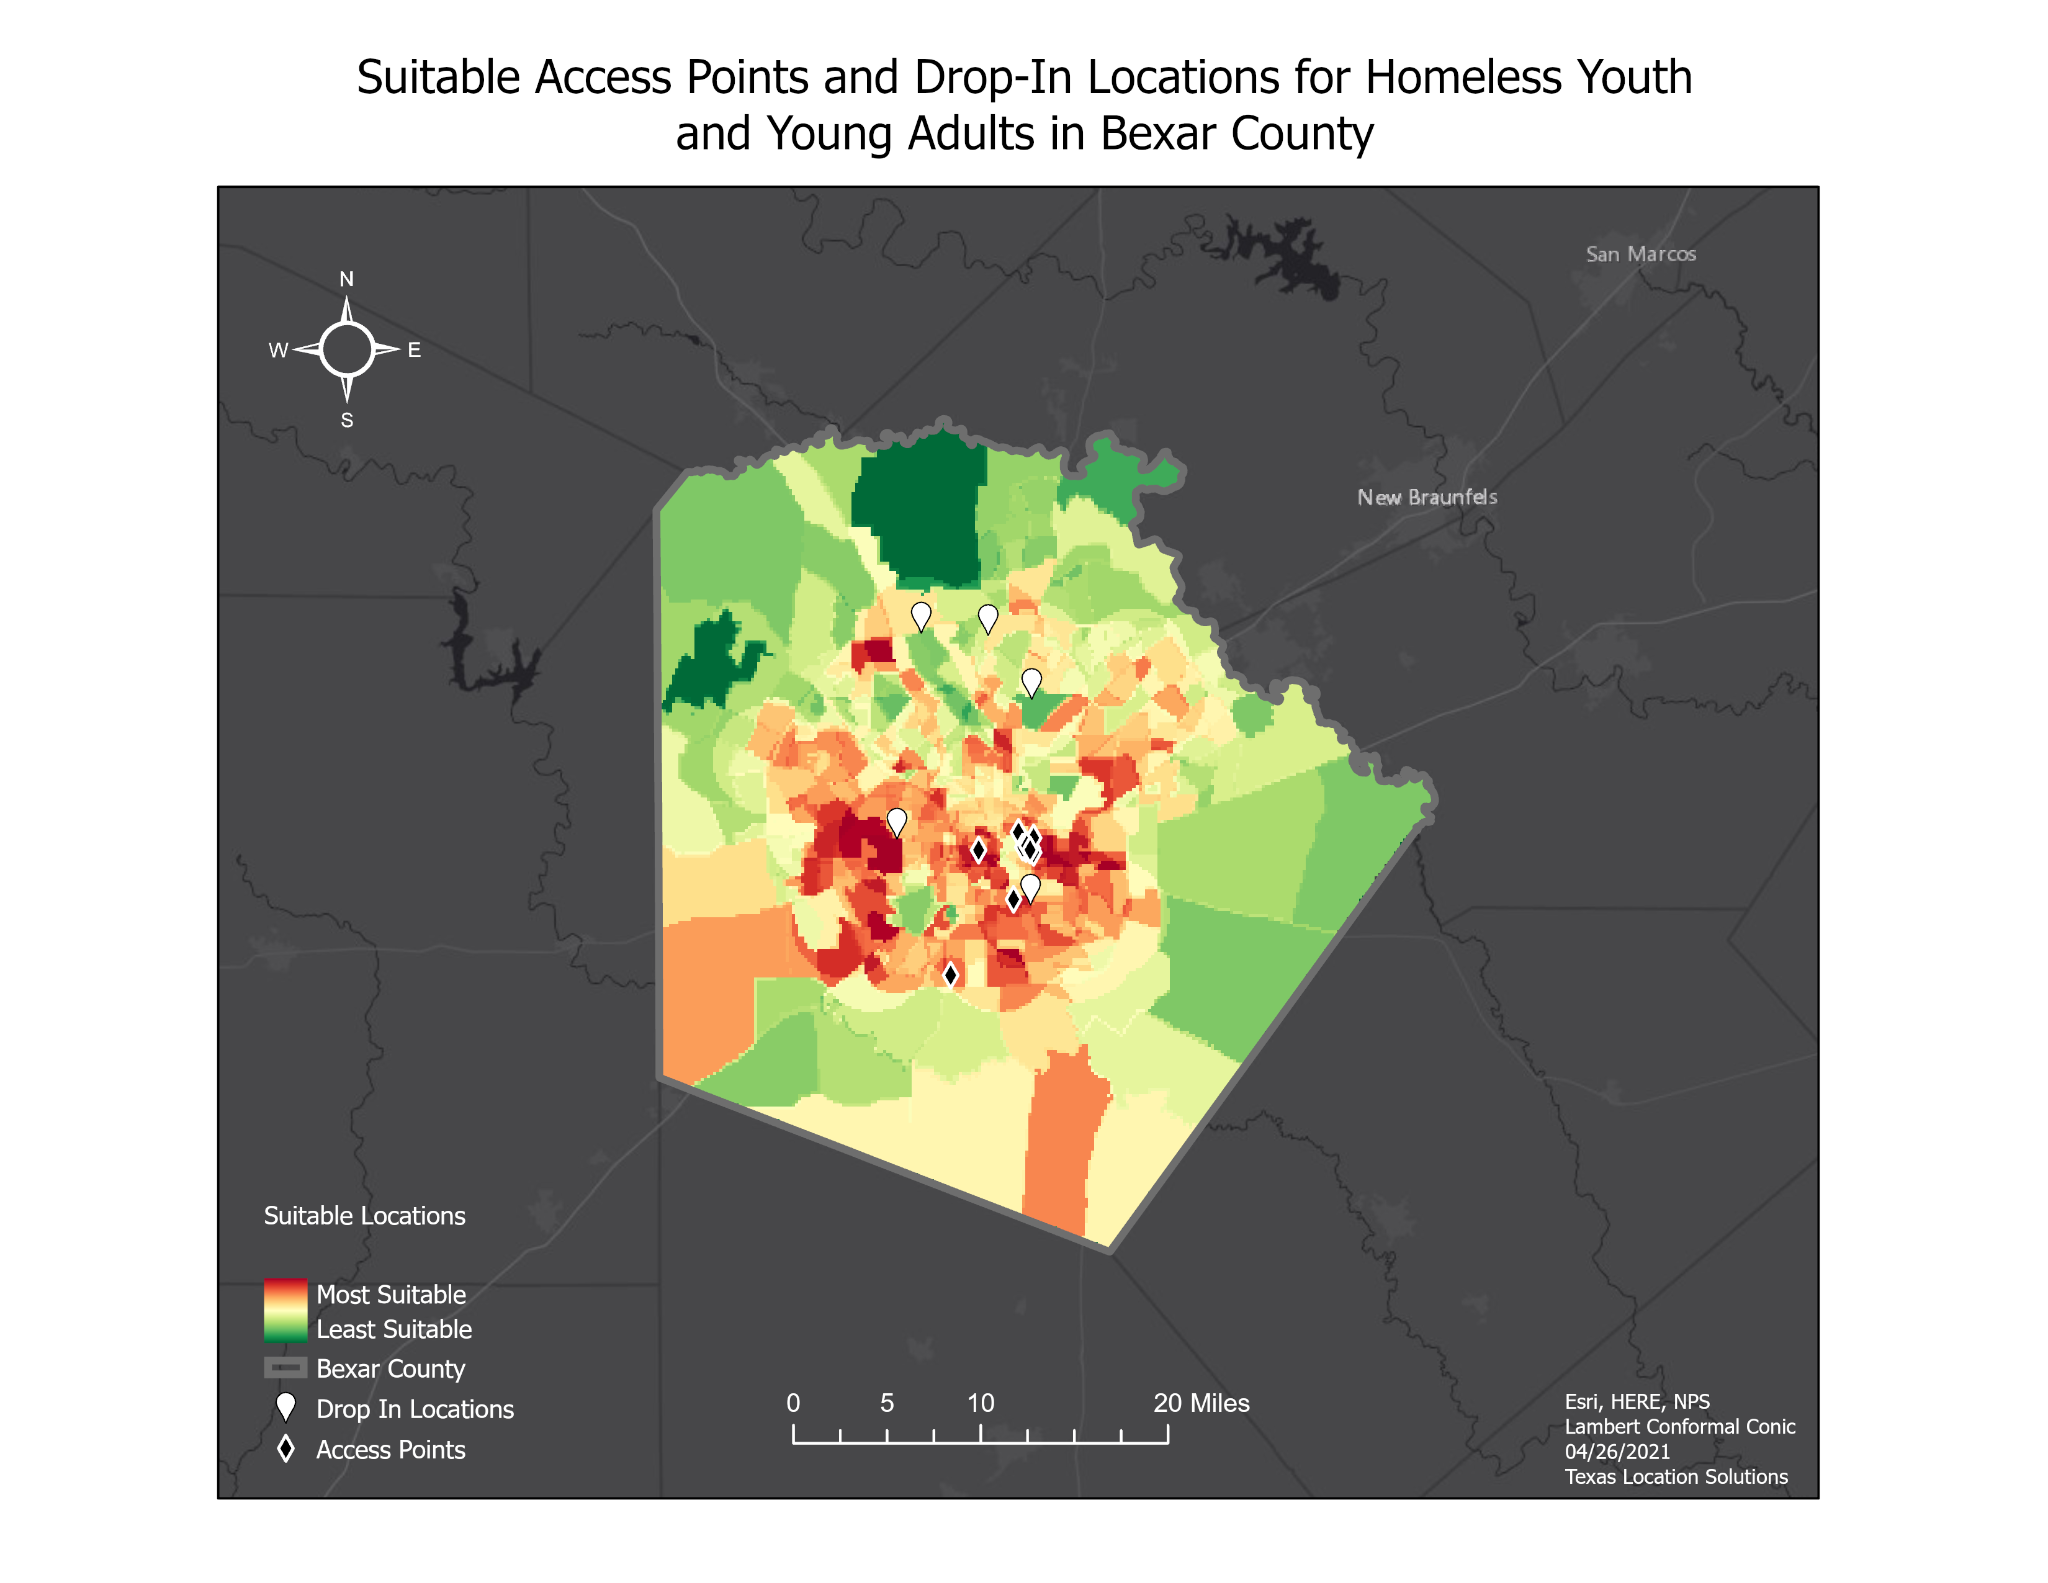 Suitable Access Points and Drop-In Locations for Homeless Youth
and Young Adults in Bexar County
San Marcos
N
W
E
S
New Braunfels
Suitable Locations
Most Suitable
Least Suitable
Bexar County
Drop In Locations
Access Points
0 5 10 20 Miles
Esri, HERE, NPS
Lambert Conformal Conic
04/26/2021
Texas Location Solutions